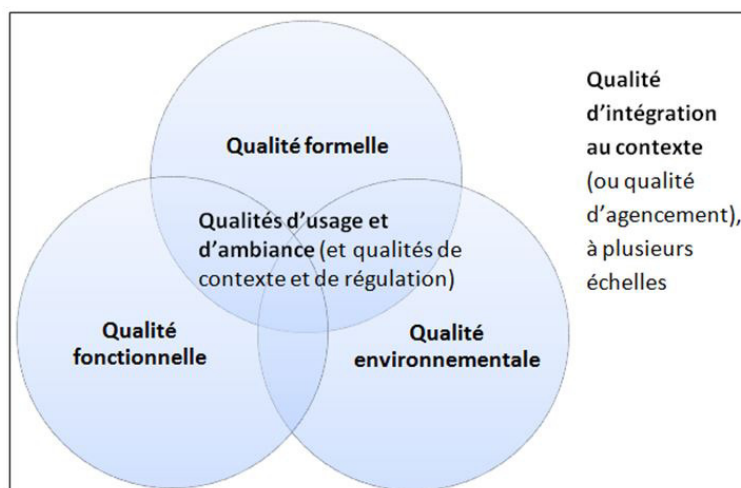 Qualité formelle
Qualités d'usage et
d'ambiance (et qualités de
contexte et de régulation)
Qualité
fonctionnelle
Qualité
environnementale
Qualité
d'intégration
au contexte
(ou qualité
d'agencement),
à plusieurs
échelles